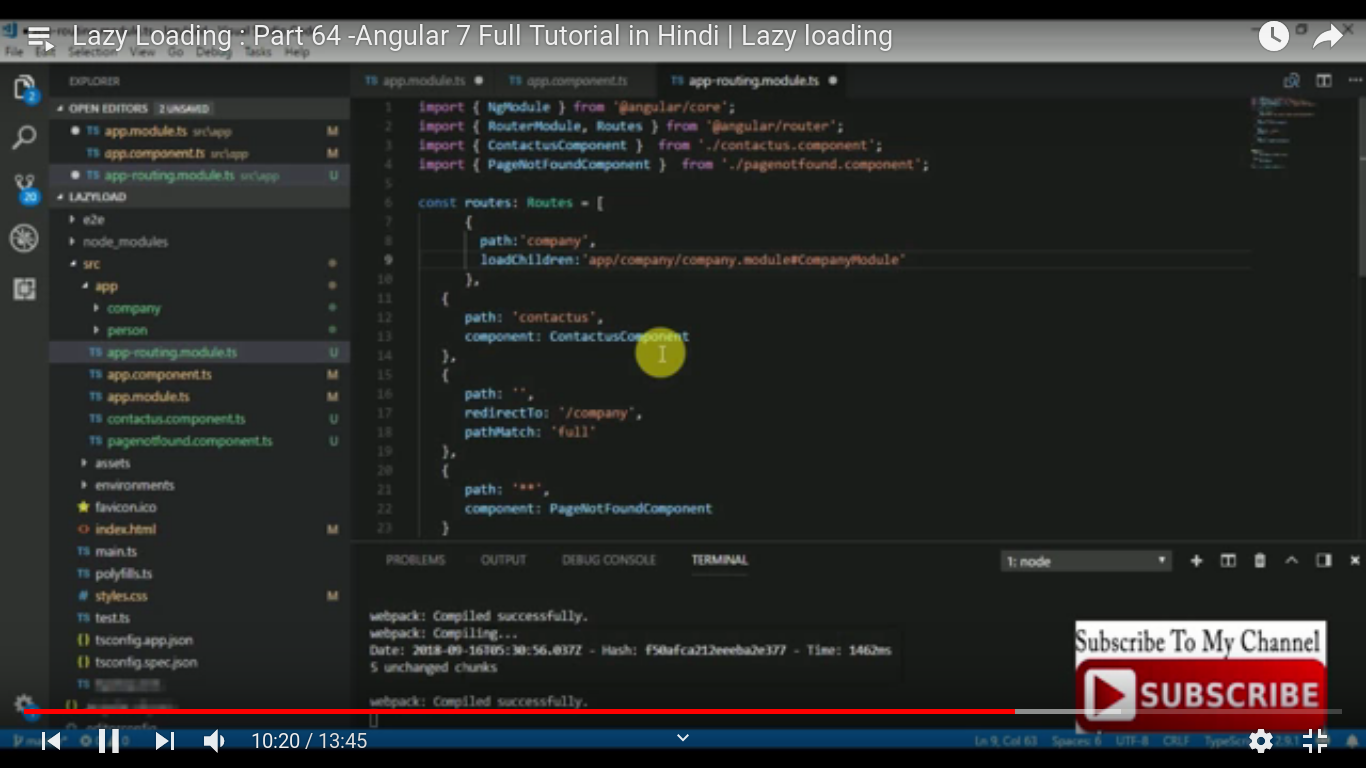 Lazy Loading : Part 64 -Angular 7 Full Tutorial in Hindi | Lazy loading
File Edit Selection View Go Debug Tasks Help
EXPLORER
OPEN EDITORS 2 UNSAVED
TS app.module.ts src\app M
TS app.component.ts src\app M
TS app-routing.module.ts src\app U
LAZYLOAD
e2e
node_modules
src
app
company
person
TS app-routing.module.ts U
TS app.component.ts M
TS app.module.ts M
TS contactus.component.ts U
TS pagenotfound.component.ts U
assets
environments
favicon.ico
index.html M
TS main.ts
TS polyfills.ts
# styles.css M
TS test.ts
{} tsconfig.app.json
{} tsconfig.spec.json
TS
{}
2
20
TS app.module.ts TS app.component.ts TS app-routing.module.ts
1 import { NgModule } from '@angular/core';
2 import { RouterModule, Routes } from '@angular/router';
3 import { ContactusComponent } from './contactus.component';
4 import { PageNotFoundComponent } from './pagenotfound.component';
5
6 const routes: Routes = [
7 {
8 path:'company',
9 loadChildren:'app/company/company.module#CompanyModule'
10 },
11 {
12 path: 'contactus',
13 component: ContactusComponent
14 },
15 {
16 path: '',
17 redirectTo: '/company',
18 pathMatch: 'full'
19 },
20 {
21 path: '**',
22 component: PageNotFoundComponent
23 }
PROBLEMS OUTPUT DEBUG CONSOLE TERMINAL 1: node
webpack: Compiled successfully.
webpack: Compiling...
Date: 2018-09-16T05:30:56.037Z - Hash: f50afca212eeeba2e377 - Time: 1462ms
5 unchanged chunks
webpack: Compiled successfully.
Subscribe To My Channel
SUBSCRIBE
10:20 / 13:45
Ln 9, Col 63 Spaces: 6 UTF-8 CRLF